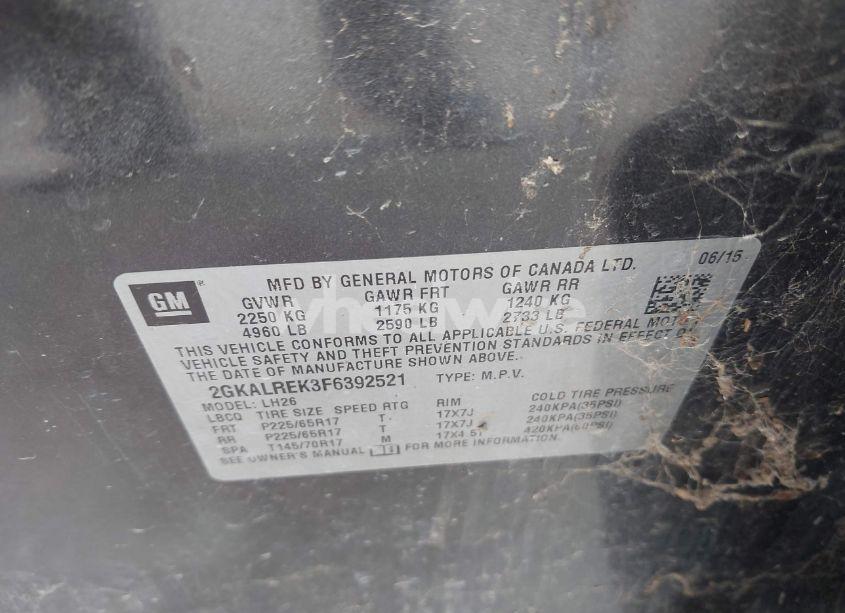 GM®
MFD BY GENERAL MOTORS OF CANADA LTD.
06/15
GVWR GAWR FRT GAWR RR
2250 KG 1175 KG 1240 KG
4960 LB 2590 LB 2733 LB
THIS VEHICLE CONFORMS TO ALL APPLICABLE U.S. FEDERAL MOTOR
VEHICLE SAFETY AND THEFT PREVENTION STANDARDS IN EFFECT ON
THE DATE OF MANUFACTURE SHOWN ABOVE.
2GKALREK3F6392521 TYPE: M.P.V.
MODEL: LH26
LBCQ TIRE SIZE SPEED RTG RIM COLD TIRE PRESSURE
FRT P225/65R17 T 17X7J 240KPA(35PSI)
RR P225/65R17 T 17X7J 240KPA(35PSI)
SPA T145/70R17 M 17X4.5T 420KPA(60PSI)
SEE OWNER'S MANUAL FOR MORE INFORMATION.